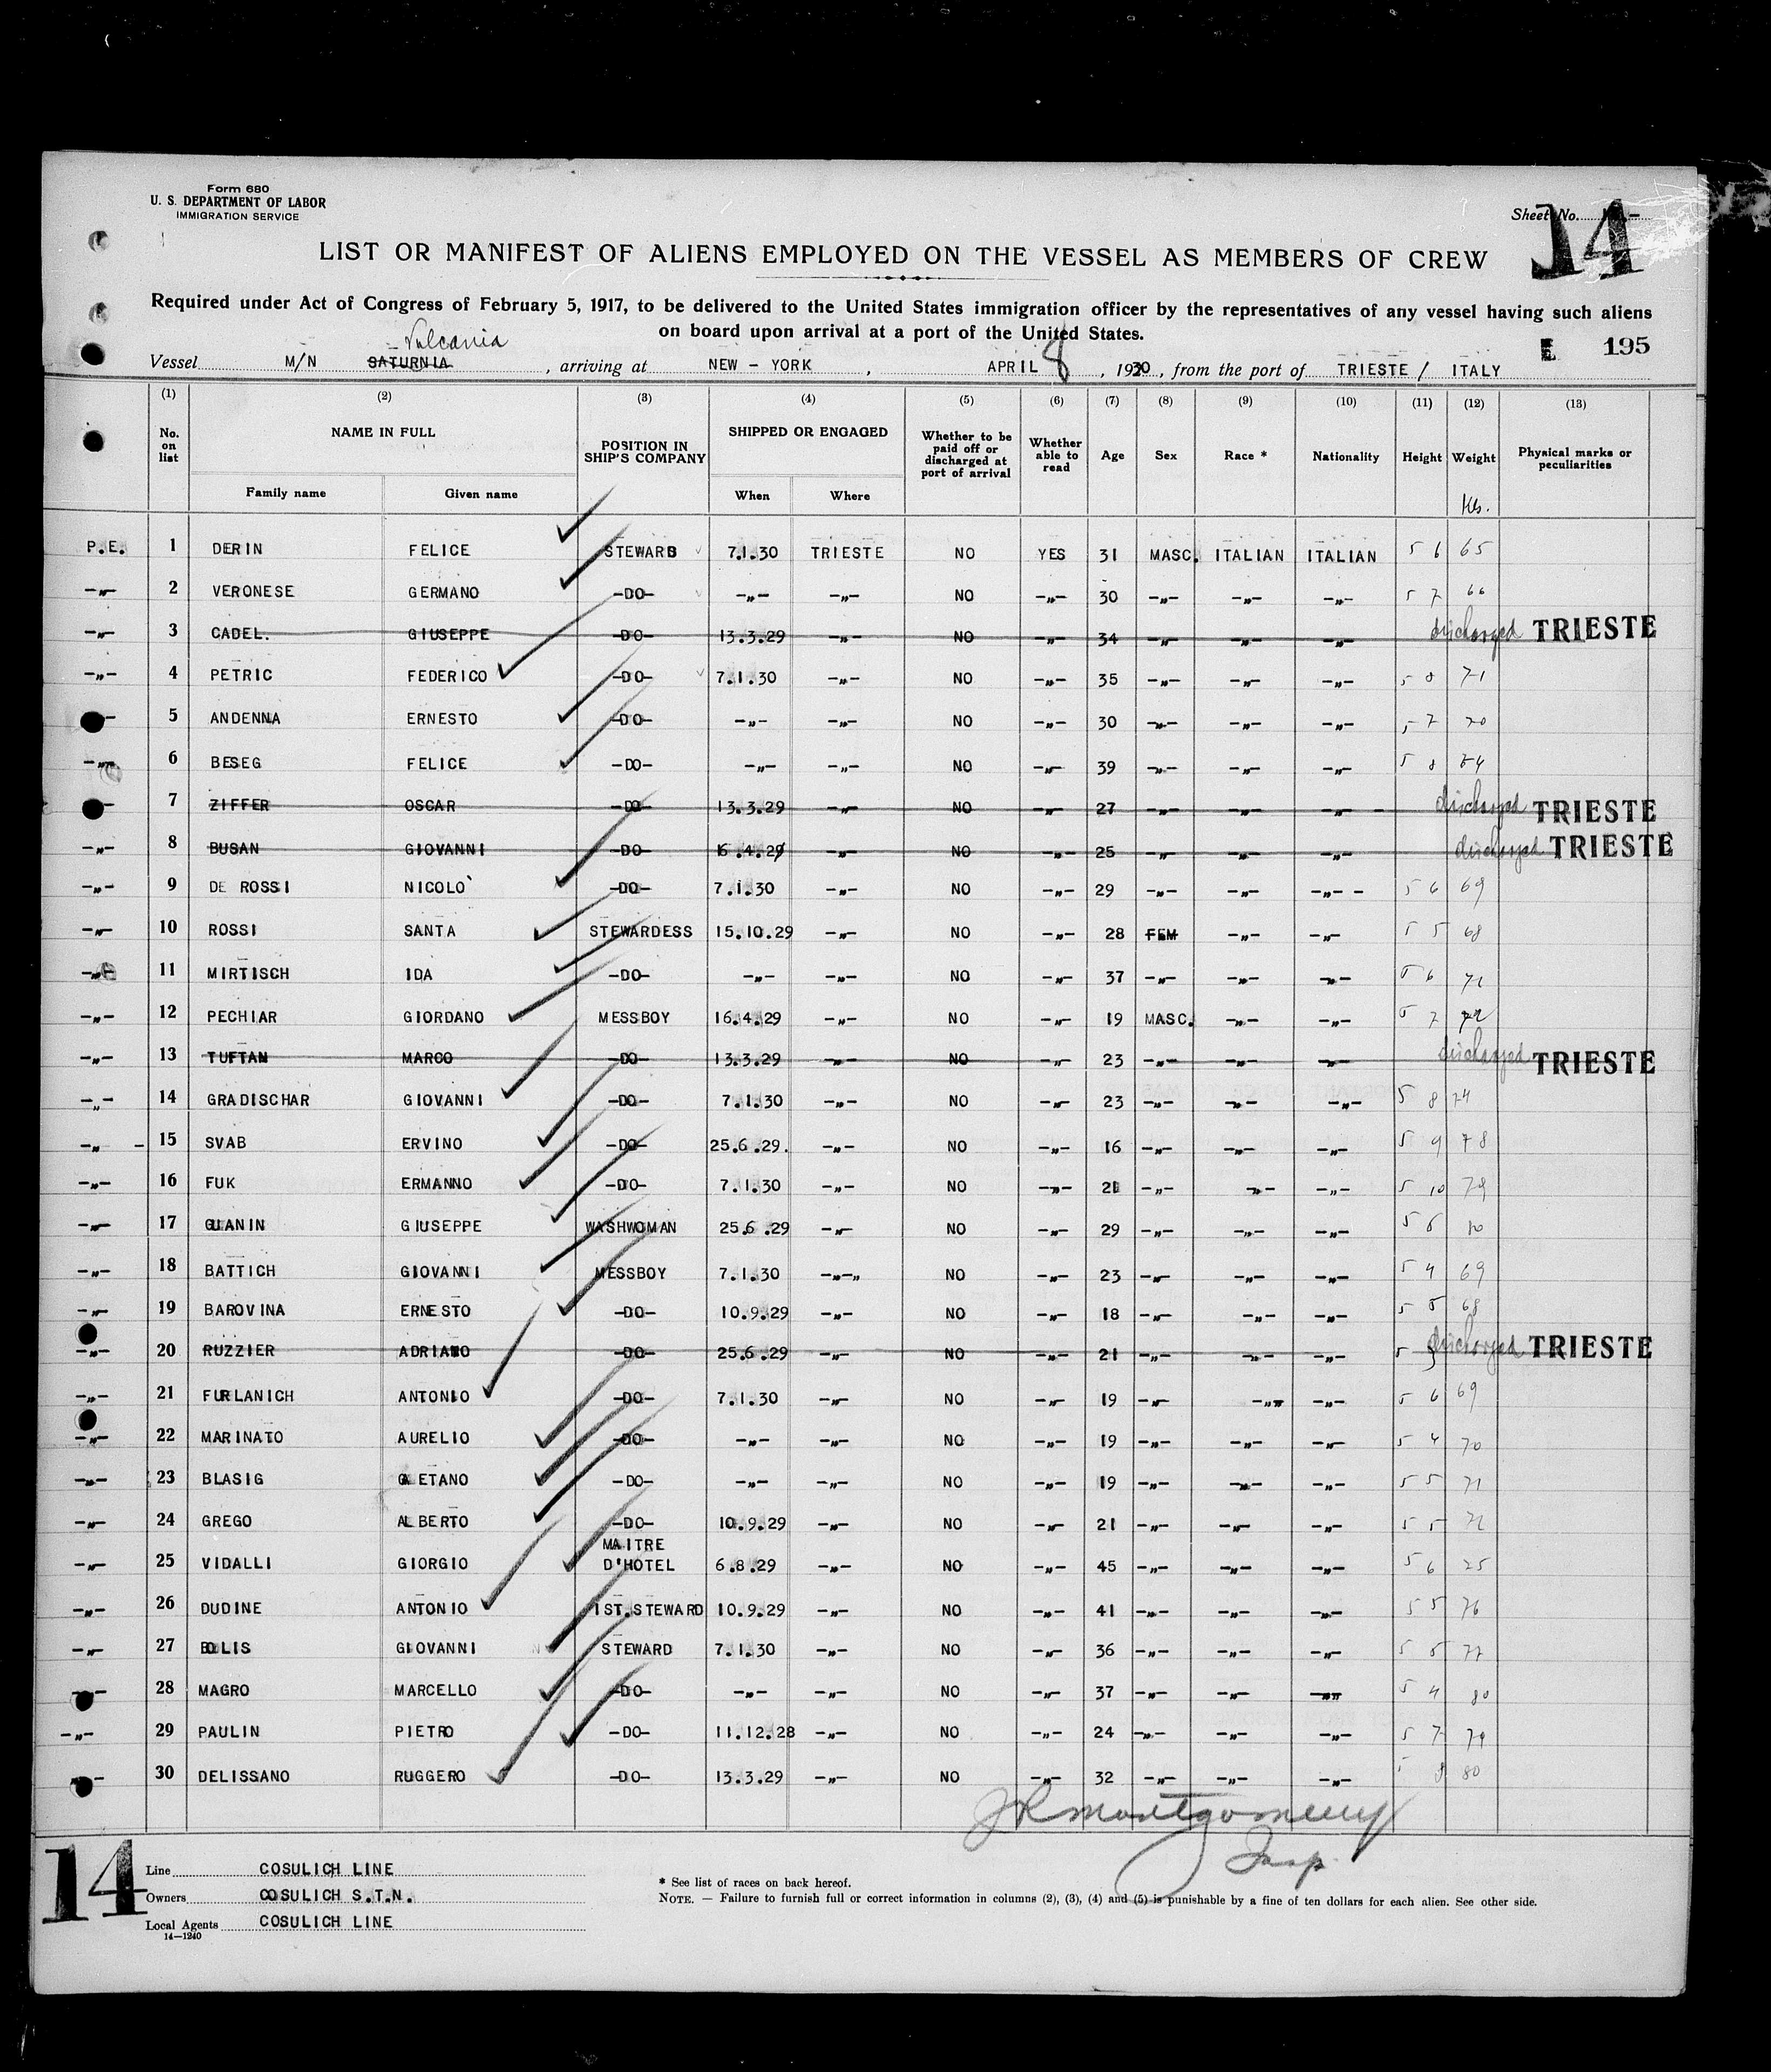 Form 680
U. S. DEPARTMENT OF LABOR
IMMIGRATION SERVICE
Sheet No. 14
LIST OR MANIFEST OF ALIENS EMPLOYED ON THE VESSEL AS MEMBERS OF CREW
Required under Act of Congress of February 5, 1917, to be delivered to the United States immigration officer by the representatives of any vessel having such aliens
on board upon arrival at a port of the United States.
Vulcania
E 195
Vessel M/N SATURNIA, arriving at NEW - YORK, APRIL 8, 1930, from the port of TRIESTE / ITALY
(1) (2) (3) (4) (5) (6) (7) (8) (9) (10) (11) (12) (13)
No. on list NAME IN FULL Family name Given name POSITION IN SHIP'S COMPANY SHIPPED OR ENGAGED When Where Whether to be paid off or discharged at port of arrival Whether able to read Age Sex Race * Nationality Height Weight Physical marks or peculiarities
Kls.
P.E. 1 DERIN FELICE STEWARD 7.1.30 TRIESTE NO YES 31 MASC. ITALIAN ITALIAN 5 6 65
-"- 2 VERONESE GERMANO -DO- -"- -"- NO -"- 30 -"- -"- -"- 5 7 66
-"- 3 CADEL. GIUSEPPE -DO- 13.3.29 -"- NO -"- 34 -"- -"- -"- discharged TRIESTE
-"- 4 PETRIC FEDERICO -DO- 7.1.30 -"- NO -"- 35 -"- -"- -"- 5 8 71
- 5 ANDENNA ERNESTO -DO- -"- -"- NO -"- 30 -"- -"- -"- 5 7 70
-"- 6 BESEG FELICE -DO- -"- -"- NO -"- 39 -"- -"- -"- 5 8 74
- 7 ZIFFER OSCAR -DO- 13.3.29 -"- NO -"- 27 -"- -"- -"- - discharged TRIESTE
-"- 8 BUSAN GIOVANNI -DO- 16.4.29 -"- NO -"- 25 -"- -"- -"- discharged TRIESTE
-"- 9 DE ROSSI NICOLO` -DO- 7.1.30 -"- NO -"- 29 -"- -"- -"- - 5 6 69
-"- 10 ROSSI SANTA STEWARDESS 15.10.29 -"- NO -"- 28 FEM -"- -"- 5 5 68
-"- 11 MIRTISCH IDA -DO- -"- -"- NO -"- 37 -"- -"- -"- 5 6 71
-"- 12 PECHIAR GIORDANO MESSBOY 16.4.29 -"- NO -"- 19 MASC. -"- -"- 5 7 72
-"- 13 TUFTAN MARCO -DO- 13.3.29 -"- NO -"- 23 -"- -"- -"- discharged TRIESTE
-"- 14 GRADISCHAR GIOVANNI -DO- 7.1.30 -"- NO -"- 23 -"- -"- -"- 5 8 74
-"- - 15 SVAB ERVINO -DO- 25.6.29. -"- NO -"- 16 -"- -"- -"- 5 9 78
-"- 16 FUK ERMANNO -DO- 7.1.30 -"- NO -"- 21 -"- -"- -"- 5 10 79
-"- 17 GLANIN GIUSEPPE WASHWOMAN 25.6.29 -"- NO -"- 29 -"- -"- -"- 5 6
-"- 18 BATTICH GIOVANNI MESSBOY 7.1.30 -"-" NO -"- 23 -"- -"- -"- 5 4 69
-"- 19 BAROVINA ERNESTO -DO- 10.9.29 -"- NO -"- 18 -"- -"- -"- 5 5 68
-"- 20 RUZZIER ADRIANO -DO- 25.6.29 -"- NO -"- 21 -"- -"- -"- 5 discharged TRIESTE
-"- 21 FURLANICH ANTONIO -DO- 7.1.30 -"- NO -"- 19 -"- -"" -"- 5 6 69
-"- 22 MARINATO AURELIO -DO- -"- -"- NO -"- 19 -"- -"- -"- 5 4 70
-"- 23 BLASIG GAETANO -DO- -"- -"- NO -"- 19 -"- -"- -"- 5 5 71
-"- 24 GREGO ALBERTO -DO- 10.9.29 -"- NO -"- 21 -"- -"- -"- 5 5 72
-"- 25 VIDALLI GIORGIO MAITRE D'HOTEL 6.8.29 -"- NO -"- 45 -"- -"- -"- 5 6 75
-"- 26 DUDINE ANTONIO 1ST.STEWARD 10.9.29 -"- NO -"- 41 -"- -"- -"- 5 5 76
-"- 27 BOLIS GIOVANNI STEWARD 7.1.30 -"- NO -"- 36 -"- -"- -"- 5 5 77
-"- 28 MAGRO MARCELLO -DO- -"- -"- NO -"- 37 -"- -"- -"- 5 4 80
-"- 29 PAULIN PIETRO -DO- 11.12.28 -"- NO -"- 24 -"- -"- -"- 5 7 79
-"- 30 DELISSANO RUGGERO -DO- 13.3.29 -"- NO -"- 32 -"- -"- -"- 8 80
JR Montgomery
Insp.
14
Line COSULICH LINE
Owners COSULICH S.T.N.
Local Agents COSULICH LINE
14—1240
* See list of races on back hereof.
NOTE. — Failure to furnish full or correct information in columns (2), (3), (4) and (5) is punishable by a fine of ten dollars for each alien. See other side.